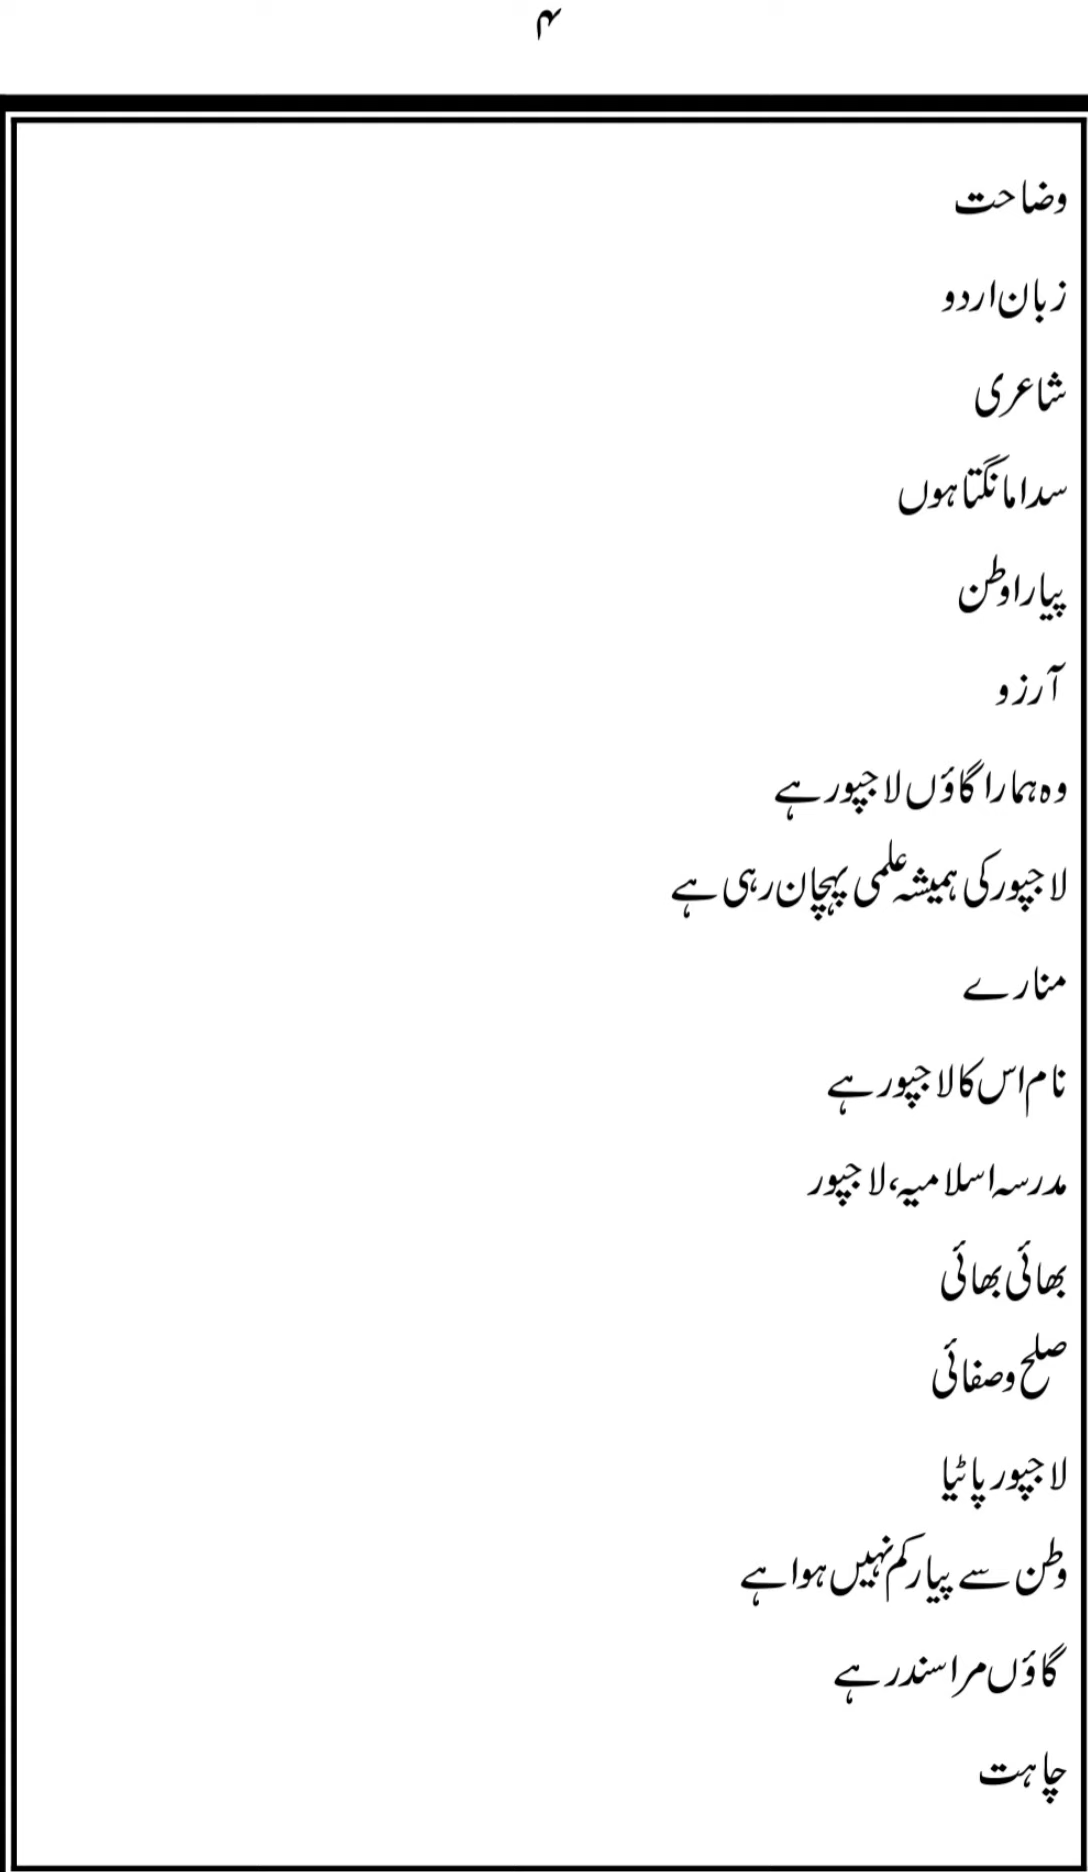 ۴
وضاحت
زبان اردو
شاعری
سدا مانگتا ہوں
پیارا وطن
آرزو
وہ ہمارا گاؤں لاجپور ہے
لاجپور کی ہمیشہ علمی پہچان رہی ہے
منارے
نام اس کا لاجپور ہے
مدرسہ اسلامیہ، لاجپور
بھائی بھائی
صلح و صفائی
لاجپور پاٹیا
وطن سے پیار کم نہیں ہوا ہے
گاؤں مرا سندر ہے
چاہت